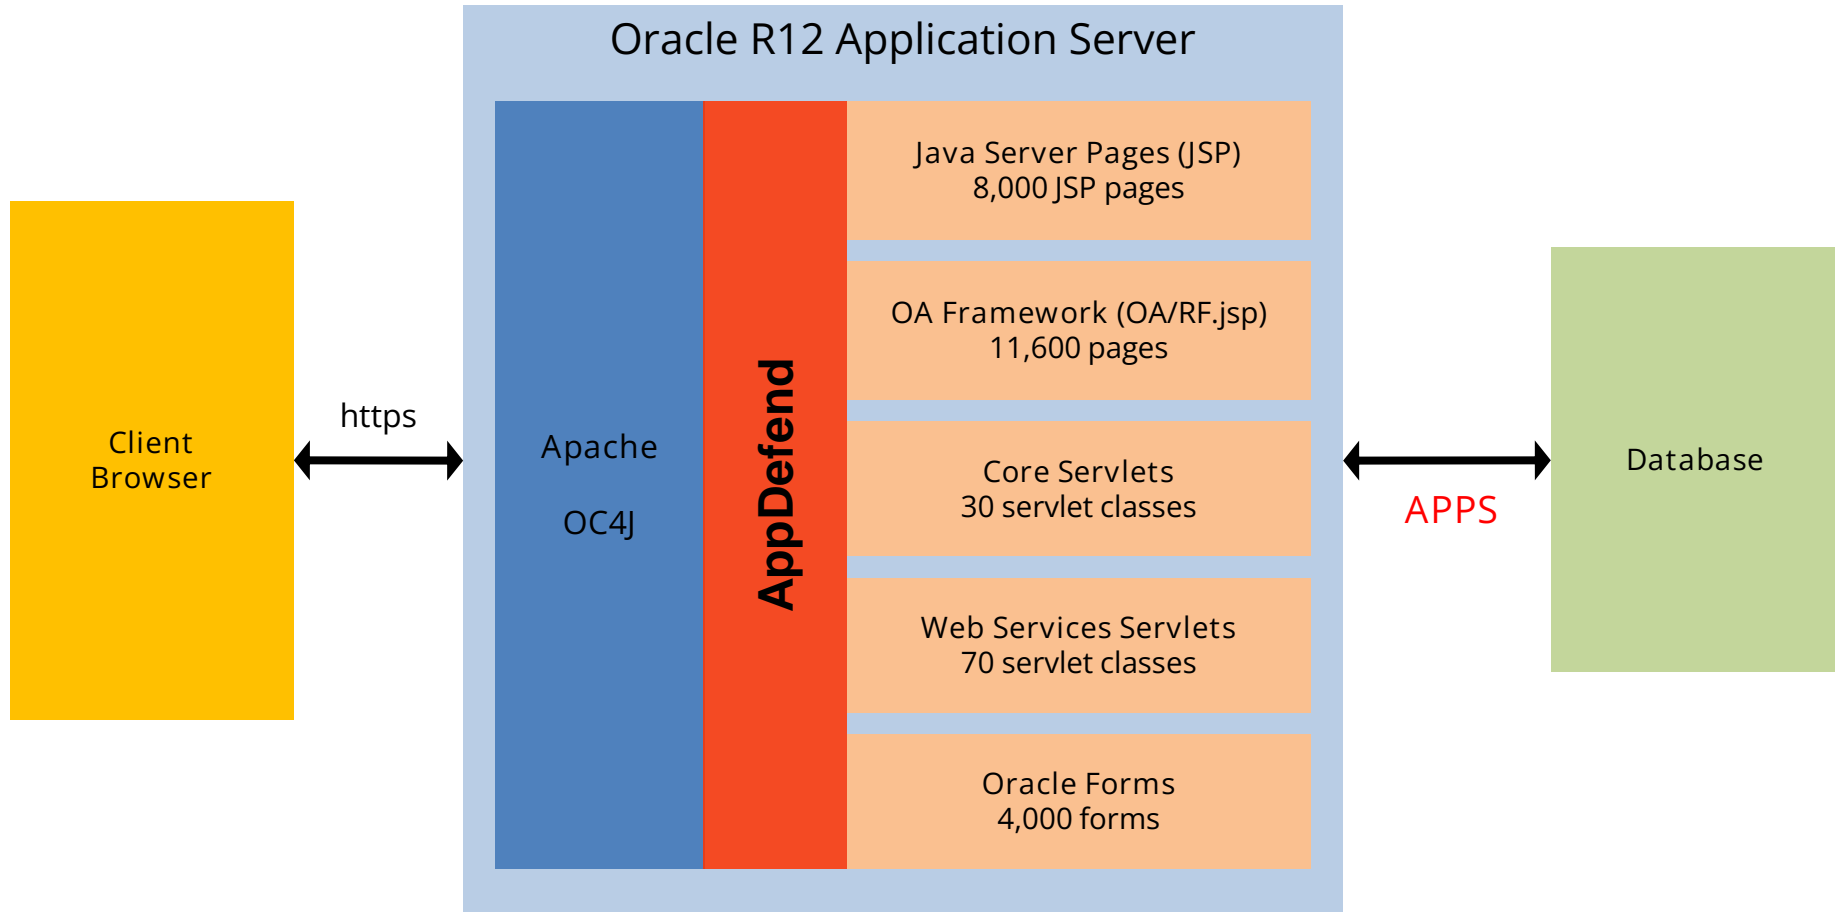 Oracle R12 Application Server
Client
Browser
https
Apache
OC4J
AppDefend
Java Server Pages (JSP)
8,000 JSP pages
OA Framework (OA/RF.jsp)
11,600 pages
Core Servlets
30 servlet classes
Web Services Servlets
70 servlet classes
Oracle Forms
4,000 forms
APPS
Database